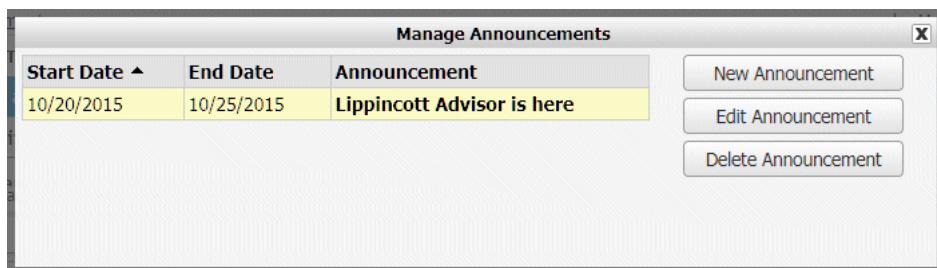 Manage Announcements X
Start Date ▲ End Date Announcement
10/20/2015 10/25/2015 Lippincott Advisor is here
New Announcement
Edit Announcement
Delete Announcement